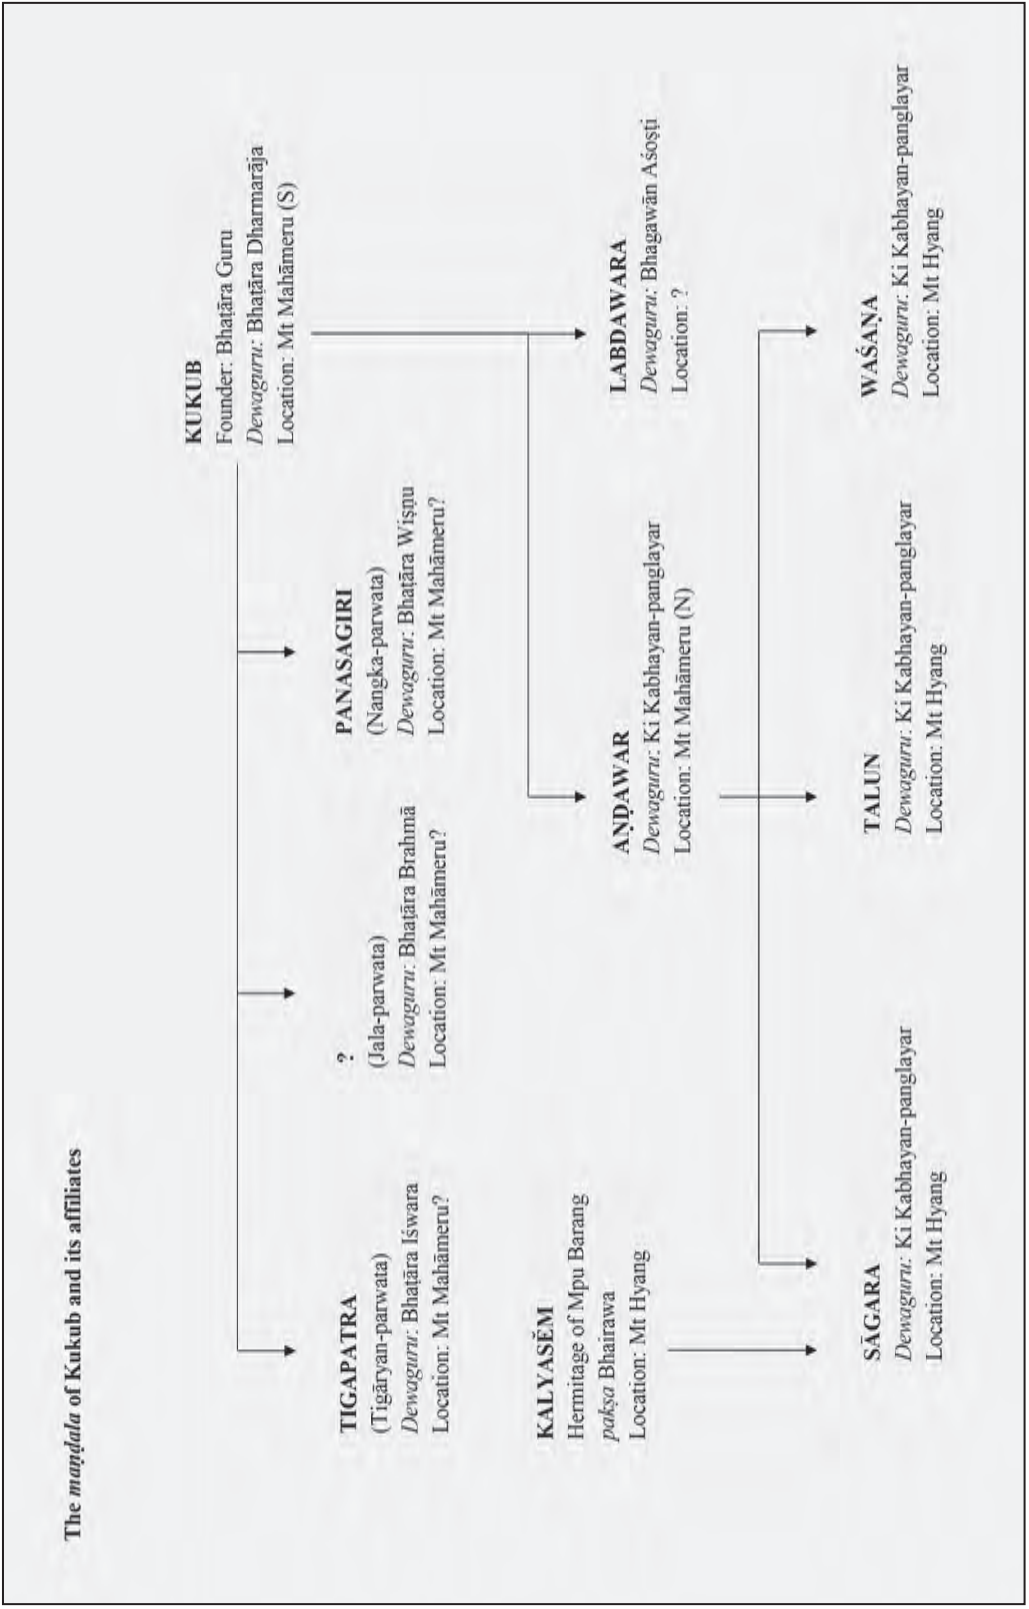 The maṇḍala of Kukub and its affiliates
KUKUB
Founder: Bhaṭāra Guru
Dewaguru: Bhaṭāra Dharmarāja
Location: Mt Mahāmeru (S)
TIGAPATRA
(Tigāryan-parwata)
Dewaguru: Bhaṭāra Iśwara
Location: Mt Mahāmeru?
?
(Jala-parwata)
Dewaguru: Bhaṭāra Brahmā
Location: Mt Mahāmeru?
PANASAGIRI
(Nangka-parwata)
Dewaguru: Bhaṭāra Wiṣṇu
Location: Mt Mahāmeru?
KALYASĔM
Hermitage of Mpu Barang
pakṣa Bhairawa
Location: Mt Hyang
AṆḌAWAR
Dewaguru: Ki Kabhayan-panglayar
Location: Mt Mahāmeru (N)
LABDAWARA
Dewaguru: Bhagawān Aśoṣṭi
Location: ?
SĀGARA
Dewaguru: Ki Kabhayan-panglayar
Location: Mt Hyang
TALUN
Dewaguru: Ki Kabhayan-panglayar
Location: Mt Hyang
WAŚAṆA
Dewaguru: Ki Kabhayan-panglayar
Location: Mt Hyang